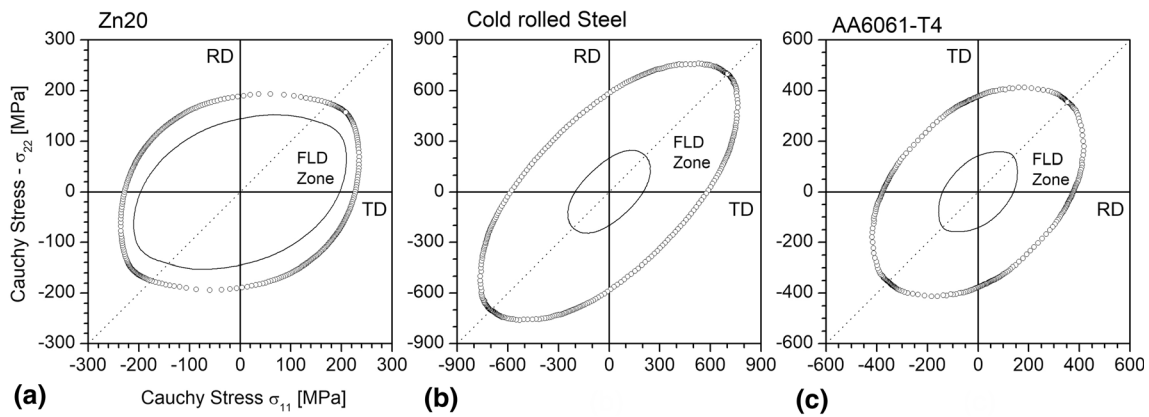 Zn20
Cold rolled Steel
AA6061-T4
300
200
100
0
-100
-200
-300
Cauchy Stress - σ22 [MPa]
RD
FLD
Zone
TD
-300 -200 -100 0 100 200 300
(a)
Cauchy Stress σ11 [MPa]
900
600
300
0
-300
-600
-900
RD
FLD
Zone
TD
-900 -600 -300 0 300 600 900
(b)
600
400
200
0
-200
-400
-600
TD
FLD
Zone
RD
-600 -400 -200 0 200 400 600
(c)